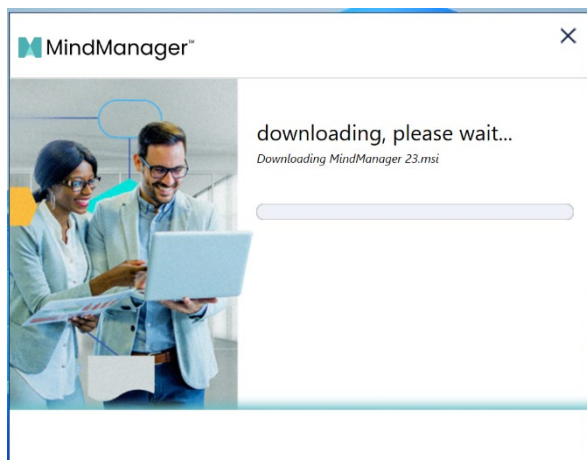 MindManager™
downloading, please wait...
Downloading MindManager 23.msi